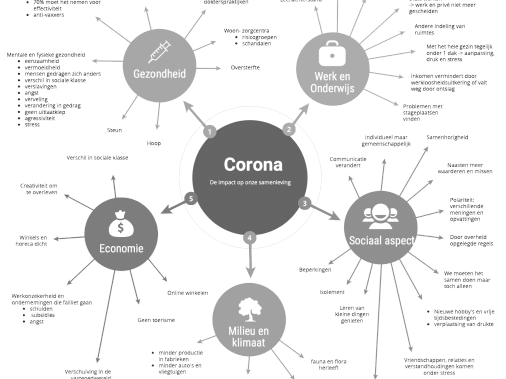 70% moet het nemen voor
effectiviteit
anti-vaxxers
dokterspraktijken
Woon- zorgcentra
risicogroepen
schandalen
Oversterfte
Mentale en fysieke gezondheid
eenzaamheid
vermoeidheid
mensen gedragen zich anders
verschil in sociale klasse
verslavingen
angst
verveling
verandering in gedrag
geen uitlaatklep
agressiviteit
stress
Gezondheid
Steun
Hoop
-> werk en privé niet meer
gescheiden
Andere indeling van
ruimtes
Met het hele gezin tegelijk
onder 1 dak -> aanpassing,
druk en stress
Inkomen vermindert door
werkloosheidsuitkering of valt
weg door ontslag
Problemen met
stageplaatsen
vinden
Werk en
Onderwijs
1
2
3
4
5
Corona
De impact op onze samenleving
Individueel maar
gemeenschappelijk
Samenhorigheid
Communicatie
verandert
Naasten meer
waarderen en missen
Polariteit:
verschillende
meningen en
opvattingen
Door overheid
opgelegde regels
We moeten het
samen doen maar
toch alleen
Nieuwe hobby's en vrije
tijdsbestedingen
verplaatsing van drukte
Vriendschappen, relaties en
verstandhoudingen komen
onder stress
Sociaal aspect
Beperkingen
Isolement
Leren van
kleine dingen
genieten
Verschil in sociale klasse
Creativiteit om
te overleven
Winkels en
horeca dicht
Economie
Werkonzekerheid en
ondernemingen die failliet gaan
schulden
subsidies
angst
Online winkelen
Geen toerisme
Verschuiving in de
Milieu en
klimaat
minder productie
in fabrieken
minder auto's en
vliegtuigen
fauna en flora
herleeft